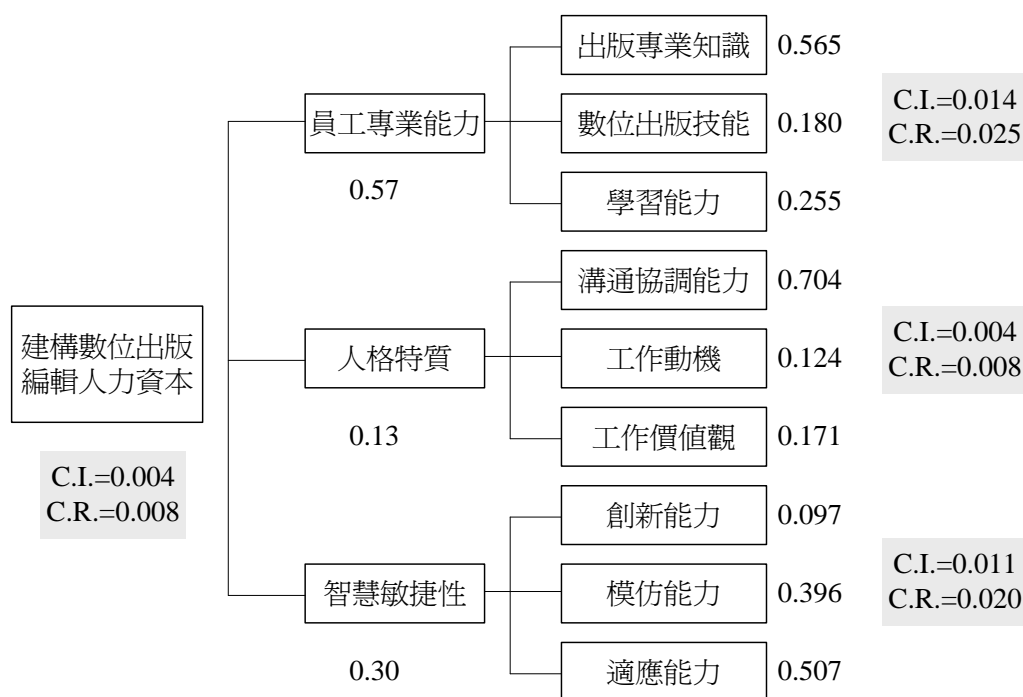 出版專業知識 0.565
員工專業能力
0.57
數位出版技能 0.180
學習能力 0.255
C.I.=0.014
C.R.=0.025
溝通協調能力 0.704
建構數位出版
編輯人力資本
C.I.=0.004
C.R.=0.008
人格特質
0.13
工作動機 0.124
工作價值觀 0.171
C.I.=0.004
C.R.=0.008
創新能力 0.097
智慧敏捷性
0.30
模仿能力 0.396
適應能力 0.507
C.I.=0.011
C.R.=0.020